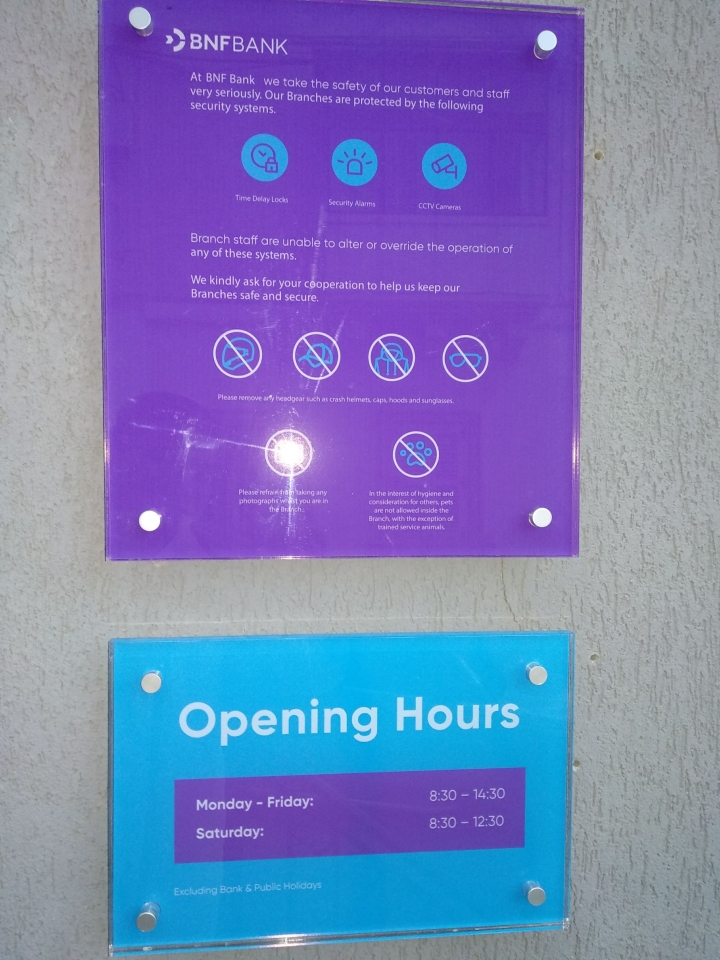 BNFBANK
At BNF Bank we take the safety of our customers and staff
very seriously. Our Branches are protected by the following
security systems.
Time Delay Locks
Security Alarms
CCTV Cameras
Branch staff are unable to alter or override the operation of
any of these systems.
We kindly ask for your cooperation to help us keep our
Branches safe and secure.
Please remove any headgear such as crash helmets, caps, hoods and sunglasses.
Please refrain from taking any
photographs whilst you are in
the Branch.
In the interest of hygiene and
consideration for others, pets
are not allowed inside the
Branch, with the exception of
trained service animals.
Opening Hours
Monday - Friday: 8:30 – 14:30
Saturday: 8:30 – 12:30
Excluding Bank & Public Holidays